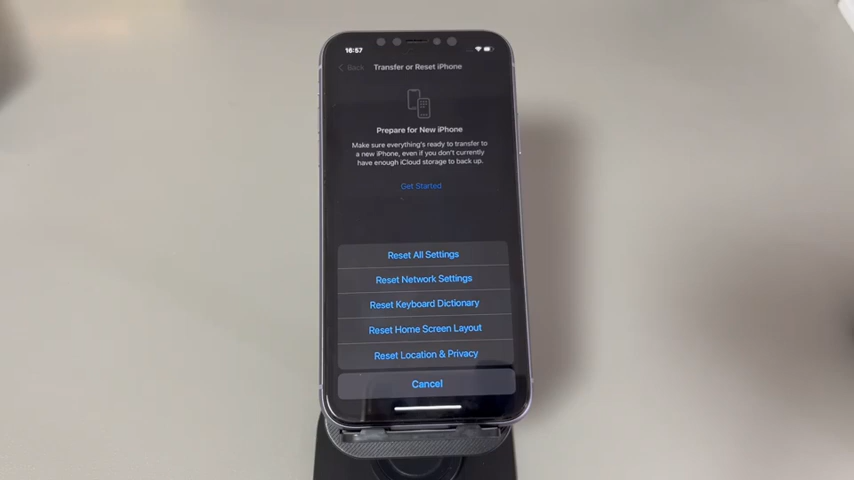 16:57
Back
Transfer or Reset iPhone
Prepare for New iPhone
Make sure everything's ready to transfer to
a new iPhone, even if you don't currently
have enough iCloud storage to back up.
Get Started
Reset All Settings
Reset Network Settings
Reset Keyboard Dictionary
Reset Home Screen Layout
Reset Location & Privacy
Cancel